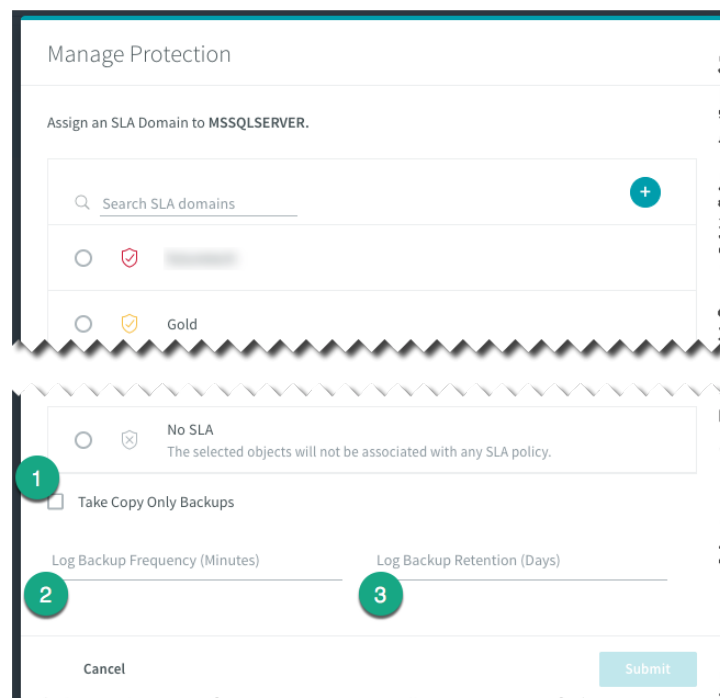 Manage Protection
Assign an SLA Domain to MSSQLSERVER.
Search SLA domains
+
Gold
No SLA
The selected objects will not be associated with any SLA policy.
1
Take Copy Only Backups
Log Backup Frequency (Minutes) Log Backup Retention (Days)
2 3
Cancel Submit